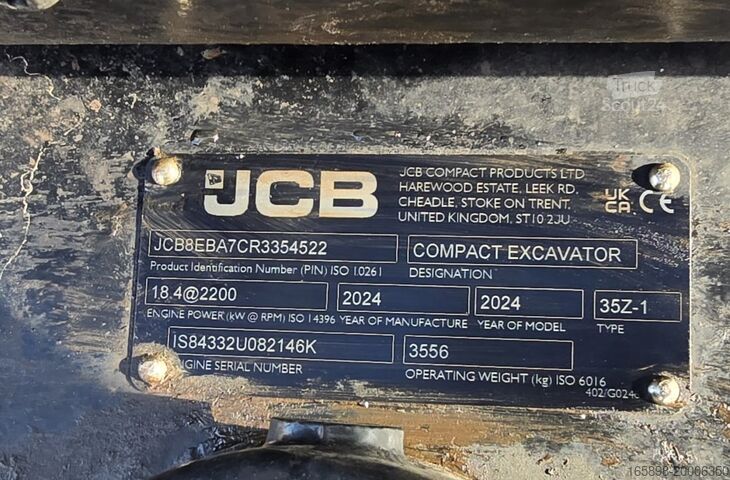 Truck
Scout24
JCB
JCB COMPACT PRODUCTS LTD
HAREWOOD ESTATE, LEEK RD,
CHEADLE, STOKE ON TRENT,
UNITED KINGDOM, ST10 2JU
UK
CA
CE
JCB8EBA7CR3354522
Product Identification Number (PIN) ISO 10261
COMPACT EXCAVATOR
DESIGNATION
18.4@2200
ENGINE POWER (kW @ RPM) ISO 14396
2024
YEAR OF MANUFACTURE
2024
YEAR OF MODEL
35Z-1
TYPE
IS84332U082146K
ENGINE SERIAL NUMBER
3556
OPERATING WEIGHT (kg) ISO 6016